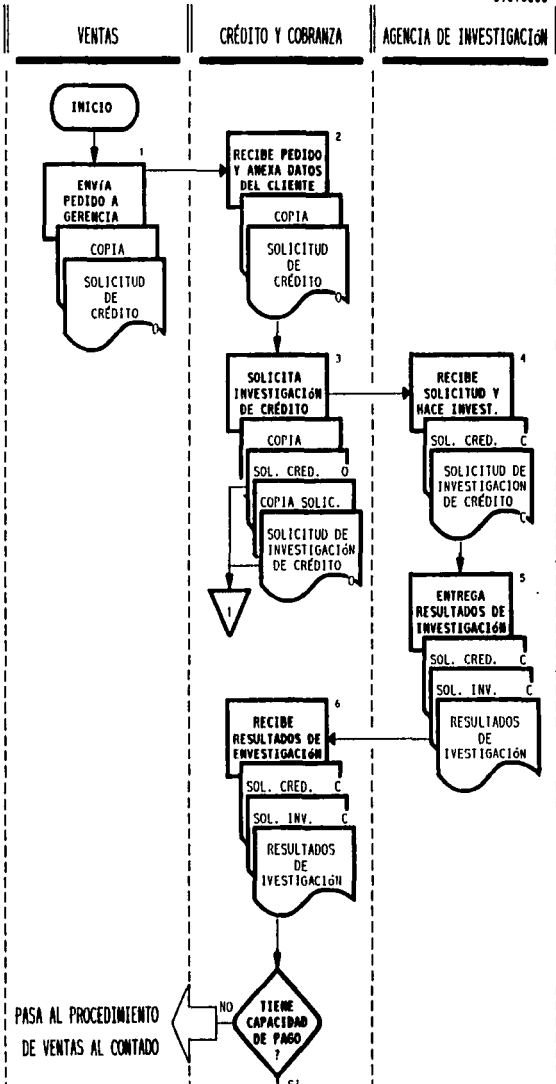 VENTAS
CRÉDITO Y COBRANZA
AGENCIA DE INVESTIGACIóN
INICIO
1
ENVíA
PEDIDO A
GERENCIA
COPIA
SOLICITUD
DE
CRÉDITO
O
2
RECIBE PEDIDO
Y ANEXA DATOS
DEL CLIENTE
COPIA
SOLICITUD
DE
CRÉDITO
O
3
SOLICITA
INVESTIGACIóN
DE CRÉDITO
COPIA
SOL. CRED. O
COPIA SOLIC.
SOLICITUD DE
INVESTIGACIóN
DE CRÉDITO
O
1
4
RECIBE
SOLICITUD Y
HACE INVEST.
SOL. CRED. C
SOLICITUD DE
INVESTIGACION
DE CRÉDITO
C
5
ENTREGA
RESULTADOS DE
INVESTIGACIóN
SOL. CRED. C
SOL. INV. C
RESULTADOS
DE
IVESTIGACIóN
6
RECIBE
RESULTADOS DE
ENVESTIGACIóN
SOL. CRED. C
SOL. INV. C
RESULTADOS
DE
IVESTIGACIóN
TIENE
CAPACIDAD
DE PAGO
?
NO
PASA AL PROCEDIMIENTO
DE VENTAS AL CONTADO